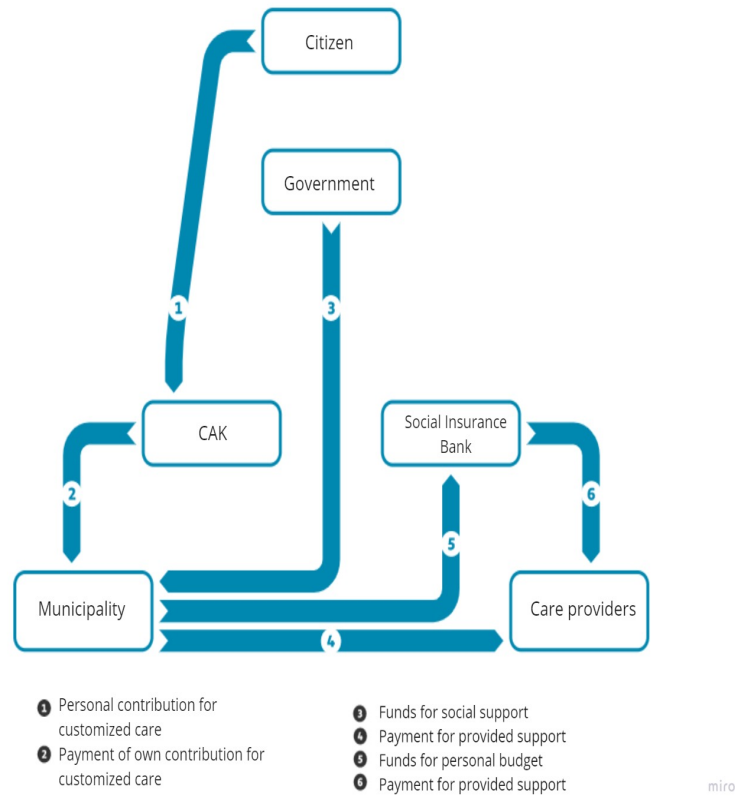 Citizen
Government
1
3
CAK
Social Insurance
Bank
2
6
5
Municipality
Care providers
4
1 Personal contribution for
customized care
2 Payment of own contribution for
customized care
3 Funds for social support
4 Payment for provided support
5 Funds for personal budget
6 Payment for provided support
miro